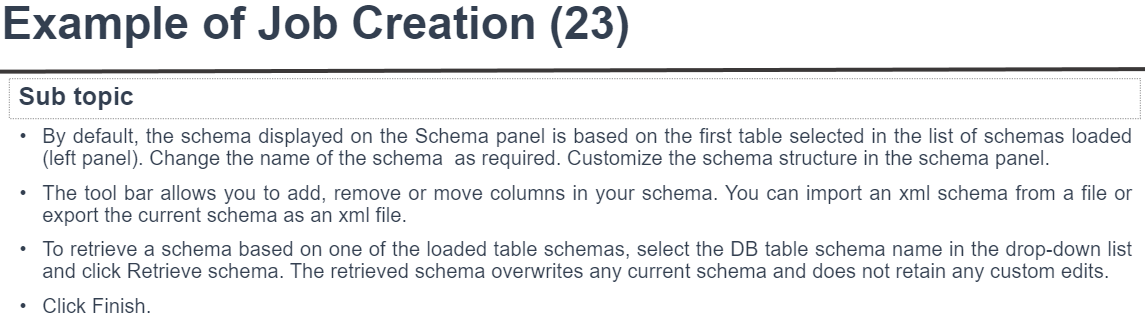 Example of Job Creation (23)
Sub topic
• By default, the schema displayed on the Schema panel is based on the first table selected in the list of schemas loaded
(left panel). Change the name of the schema  as required. Customize the schema structure in the schema panel.
• The tool bar allows you to add, remove or move columns in your schema. You can import an xml schema from a file or
export the current schema as an xml file.
• To retrieve a schema based on one of the loaded table schemas, select the DB table schema name in the drop-down list
and click Retrieve schema. The retrieved schema overwrites any current schema and does not retain any custom edits.
• Click Finish.